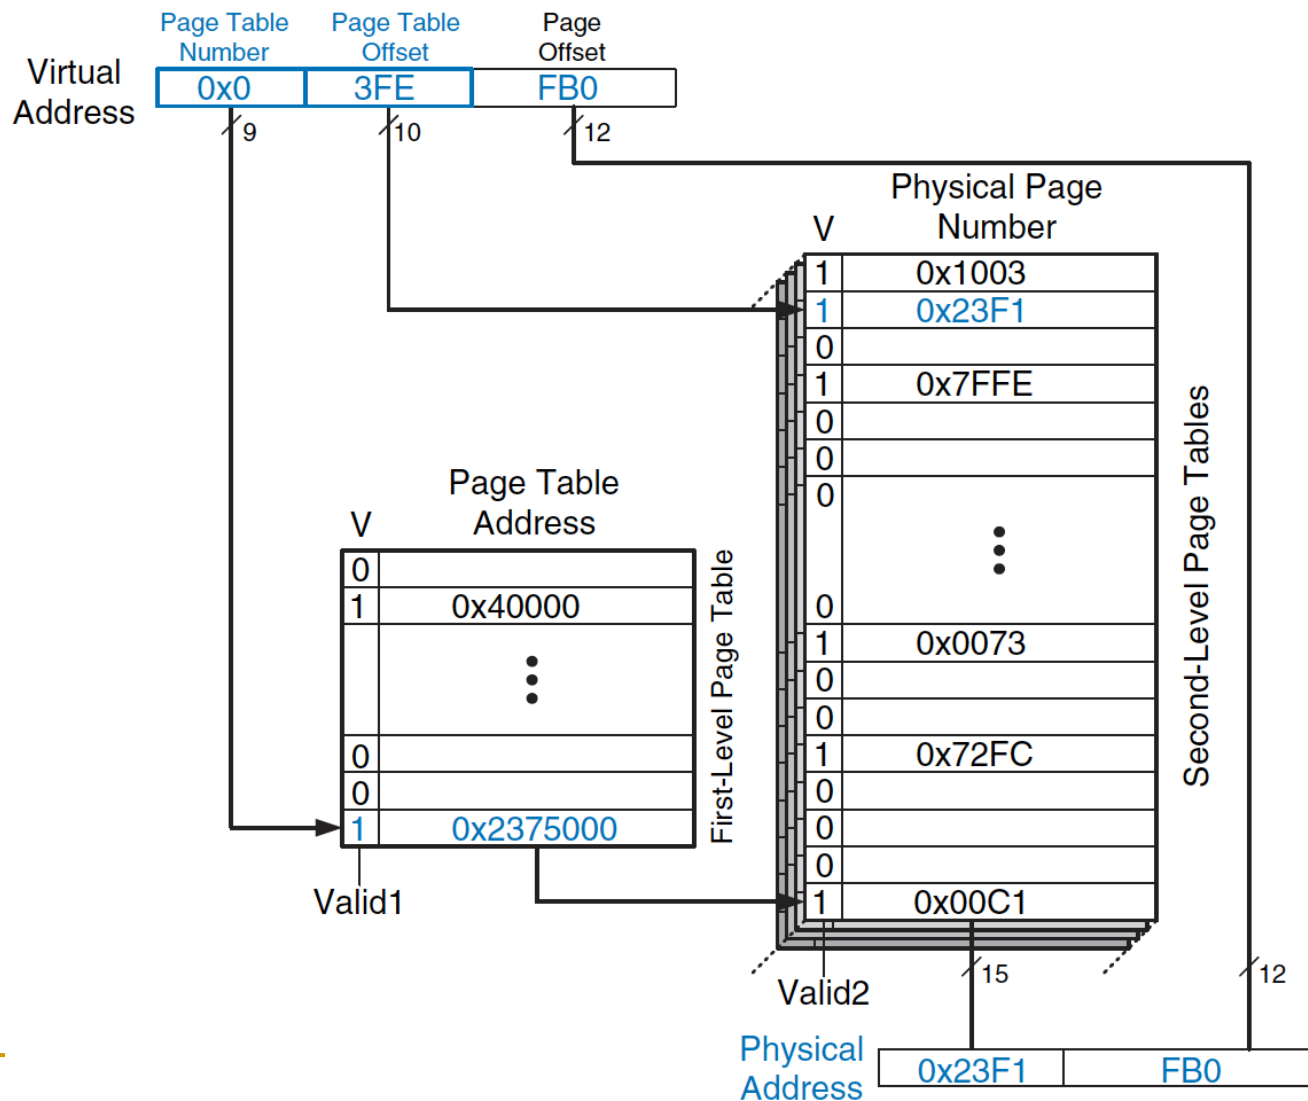 Page Table Number
Page Table Offset
Page Offset
Virtual Address
0x0 3FE FB0
9 10 12
Physical Page Number
V
1 0x1003
1 0x23F1
0
1 0x7FFE
0
0
0
0
1 0x0073
0
0
1 0x72FC
0
0
0
1 0x00C1
Second-Level Page Tables
Page Table Address
V
0
1 0x40000
0
0
1 0x2375000
First-Level Page Table
Valid1
Valid2
15 12
Physical Address
0x23F1 FB0